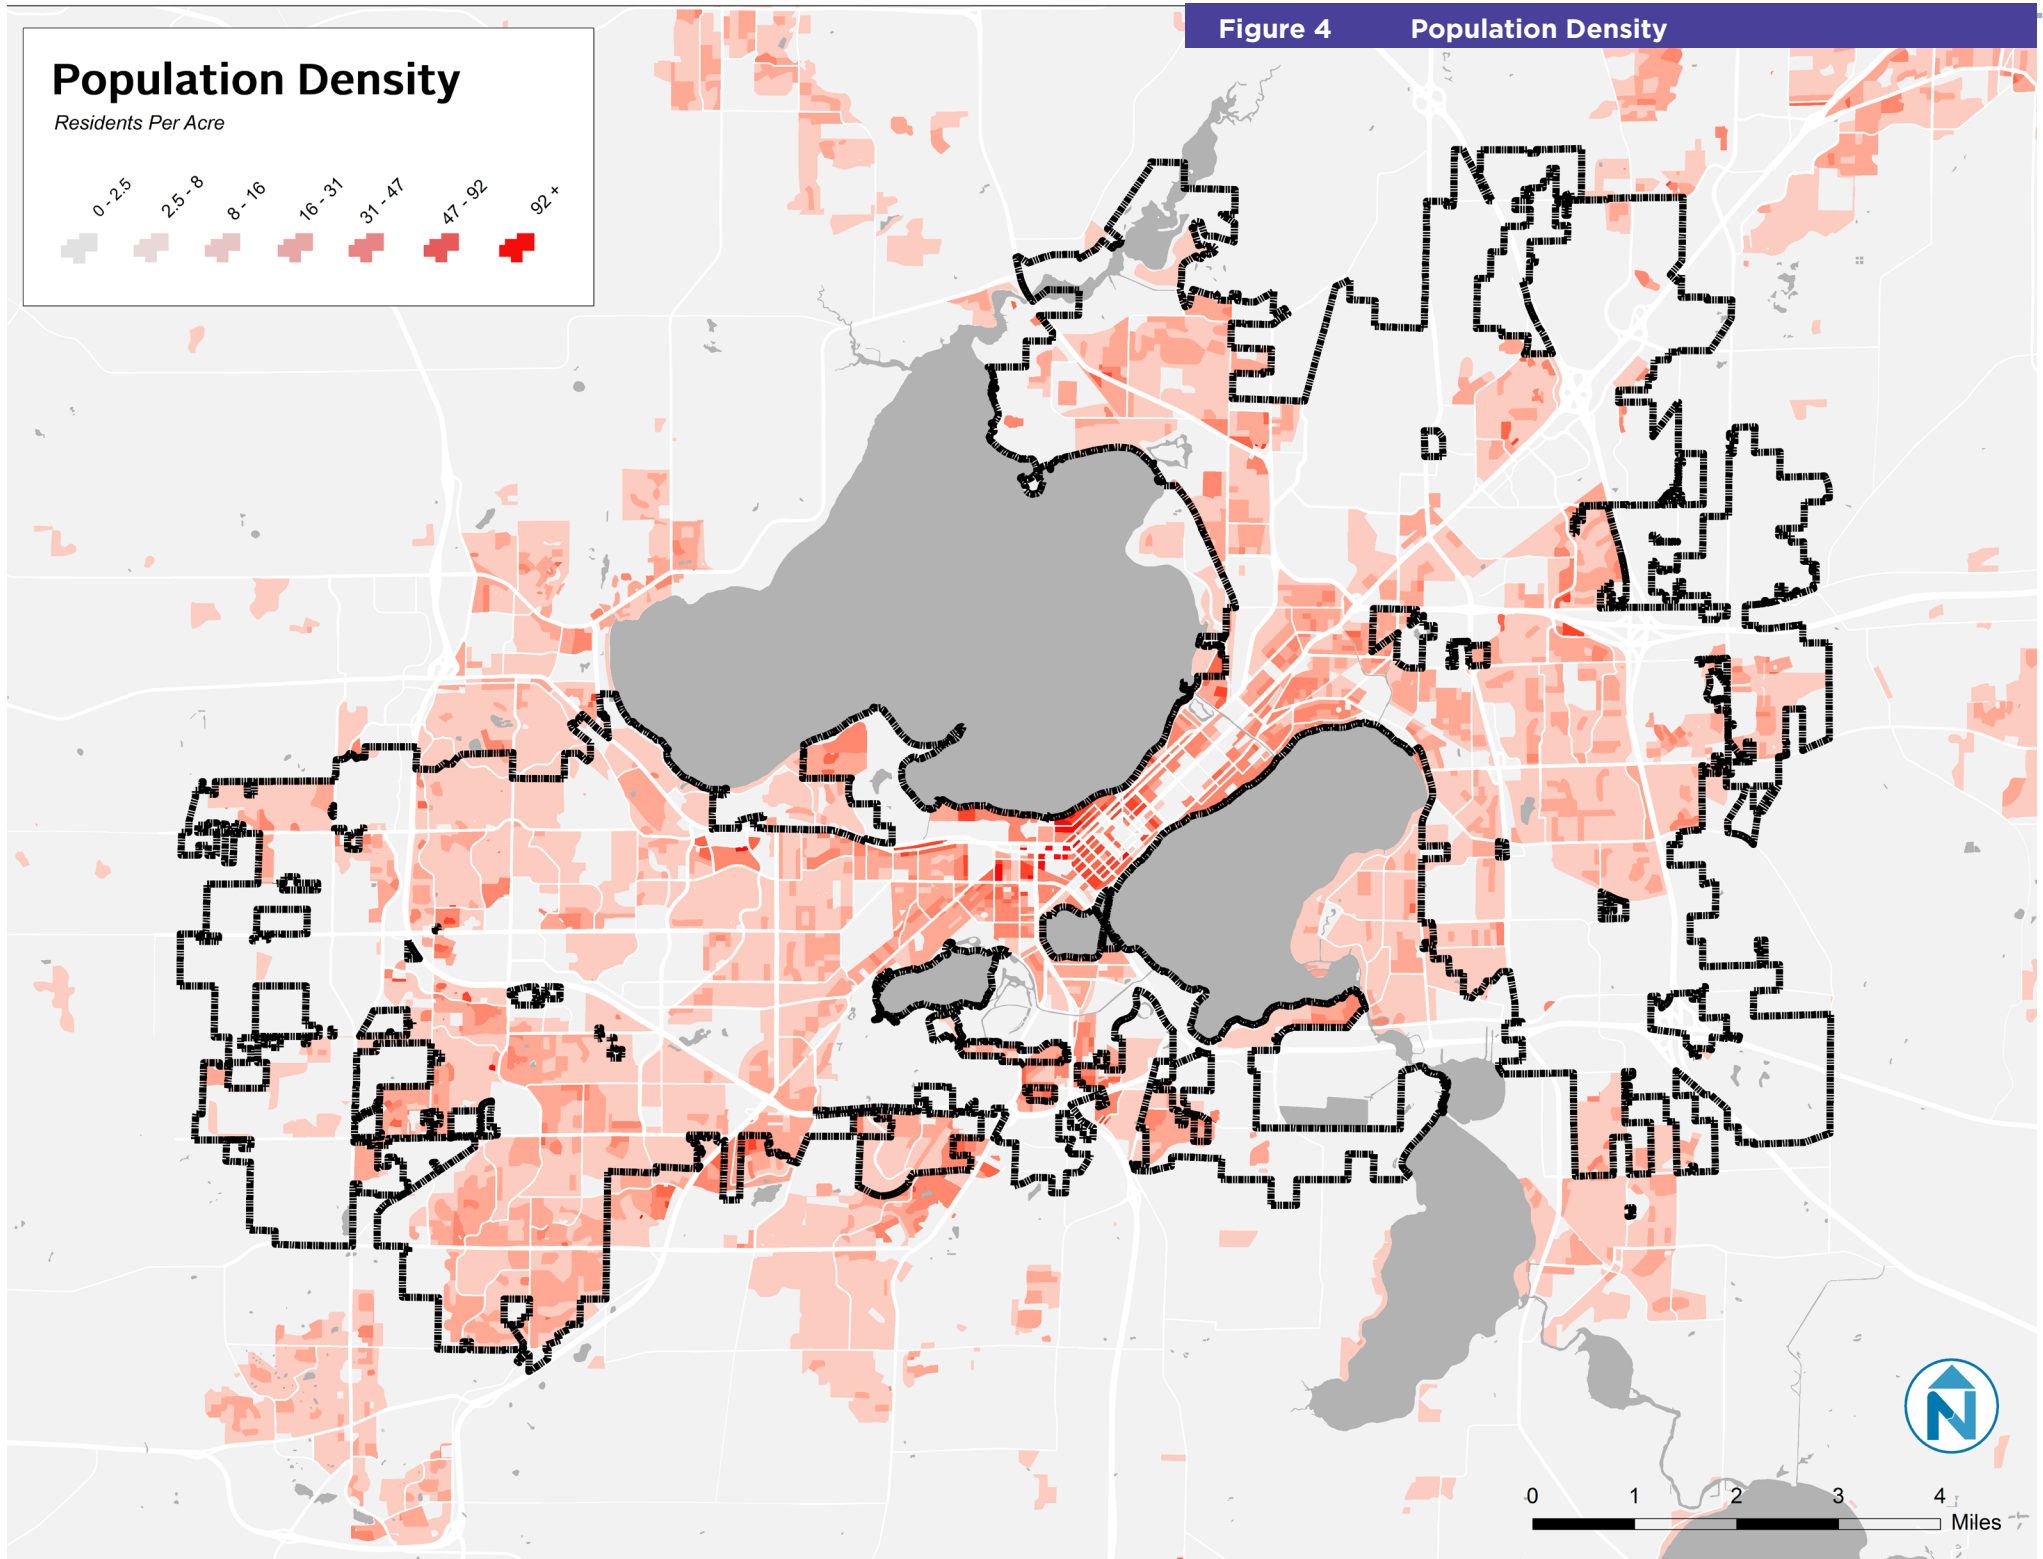 Figure 4 Population Density
Population Density
Residents Per Acre
0 - 2.5
2.5 - 8
8 - 16
16 - 31
31 - 47
47 - 92
92 +
N
0 1 2 3 4
Miles